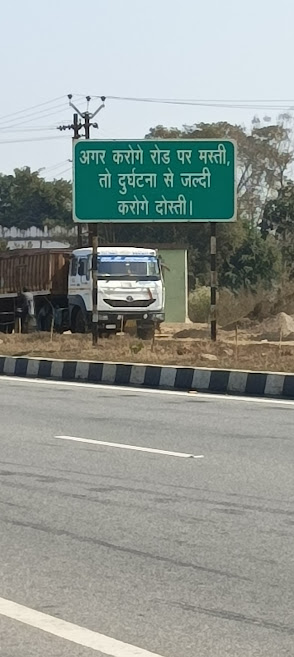 अगर करोगे रोड पर मस्ती,
तो दुर्घटना से जल्दी
करोगे दोस्ती।